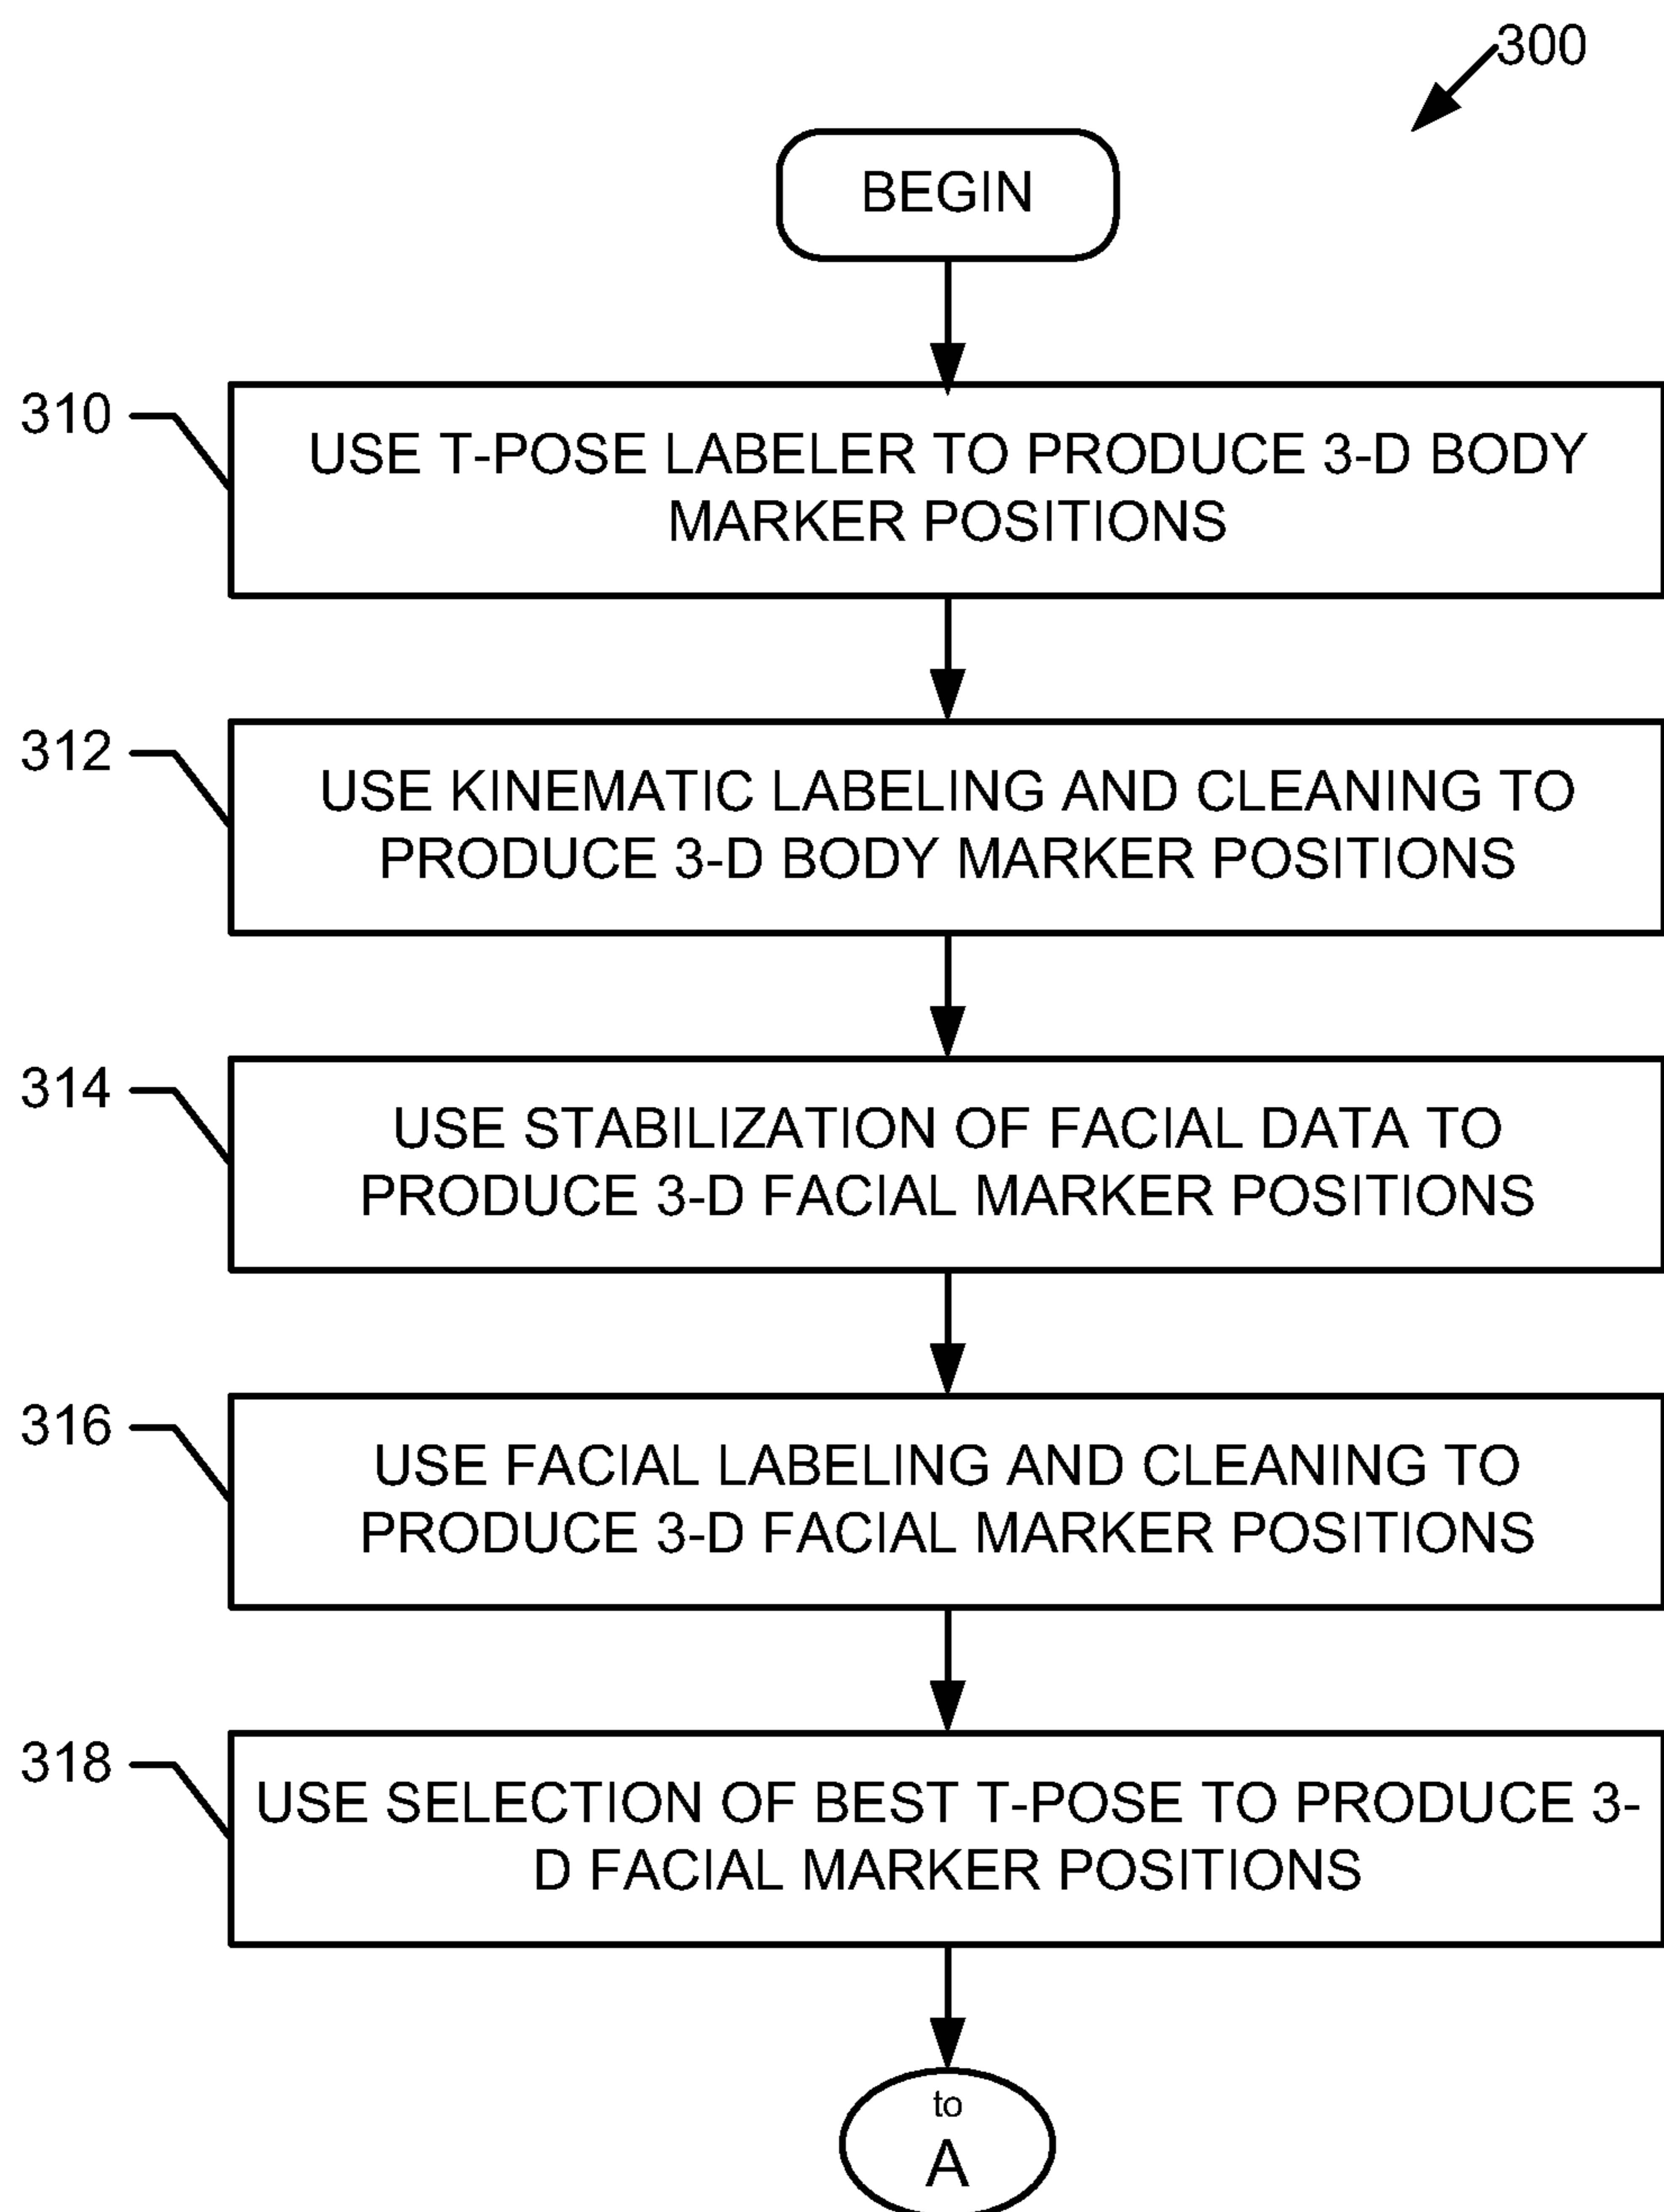 300
BEGIN
310
USE T-POSE LABELER TO PRODUCE 3-D BODY
MARKER POSITIONS
312
USE KINEMATIC LABELING AND CLEANING TO
PRODUCE 3-D BODY MARKER POSITIONS
314
USE STABILIZATION OF FACIAL DATA TO
PRODUCE 3-D FACIAL MARKER POSITIONS
316
USE FACIAL LABELING AND CLEANING TO
PRODUCE 3-D FACIAL MARKER POSITIONS
318
USE SELECTION OF BEST T-POSE TO PRODUCE 3-
D FACIAL MARKER POSITIONS
to
A